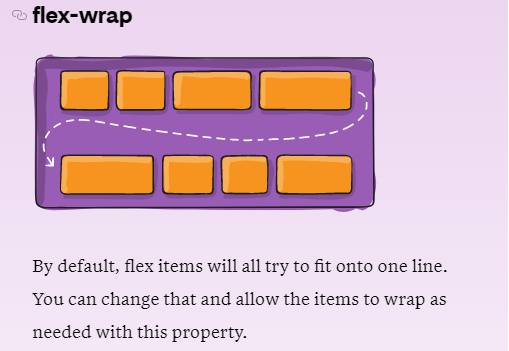 flex-wrap
By default, flex items will all try to fit onto one line.
You can change that and allow the items to wrap as
needed with this property.